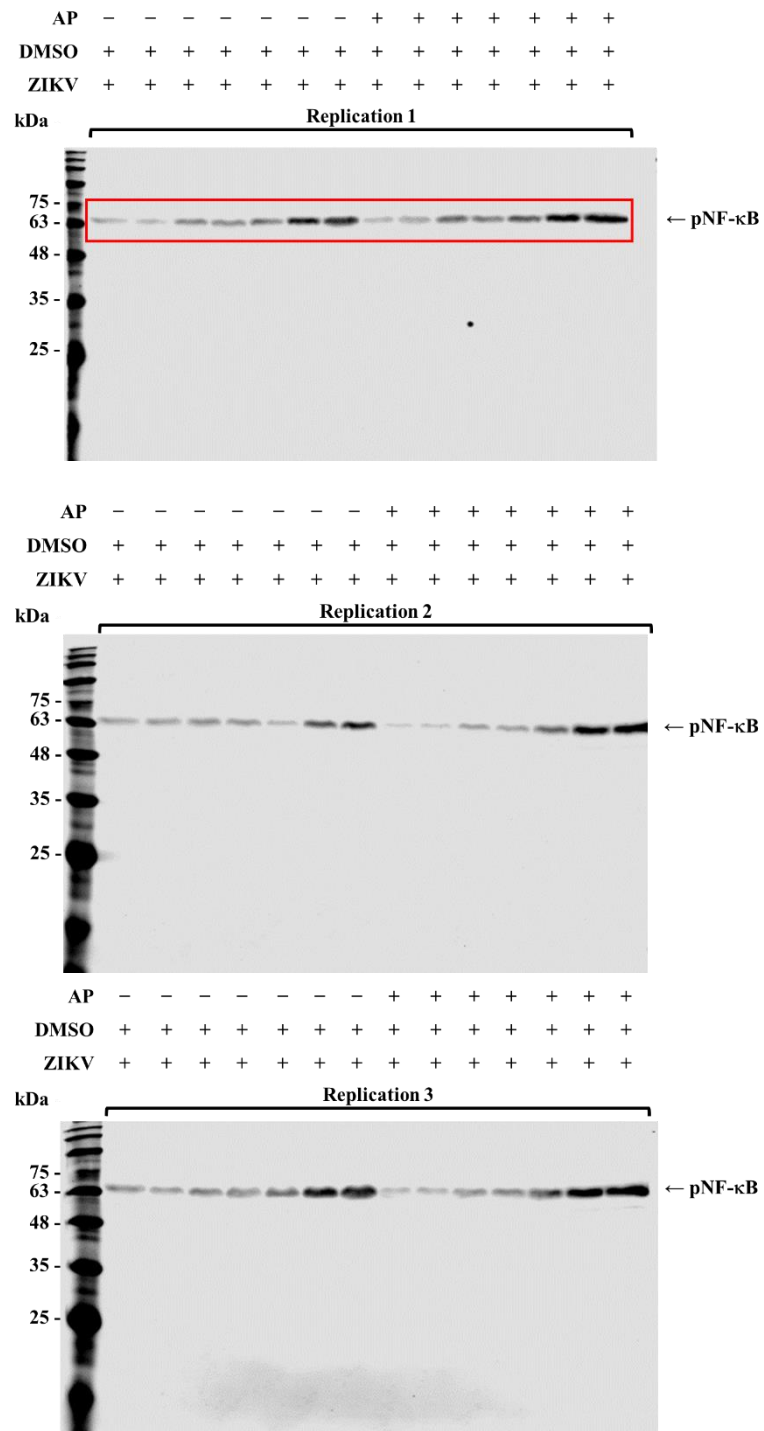 AP − − − − − − − + + + + + + +
DMSO + + + + + + + + + + + + + +
ZIKV + + + + + + + + + + + + + +
kDa
Replication 1
75 -
63 -
← pNF-κB
48 -
35 -
25 -
AP − − − − − − − + + + + + + +
DMSO + + + + + + + + + + + + + +
ZIKV + + + + + + + + + + + + + +
kDa
Replication 2
75 -
63 -
← pNF-κB
48 -
35 -
25 -
AP − − − − − − − + + + + + + +
DMSO + + + + + + + + + + + + + +
ZIKV + + + + + + + + + + + + + +
kDa
Replication 3
75 -
63 -
← pNF-κB
48 -
35 -
25 -